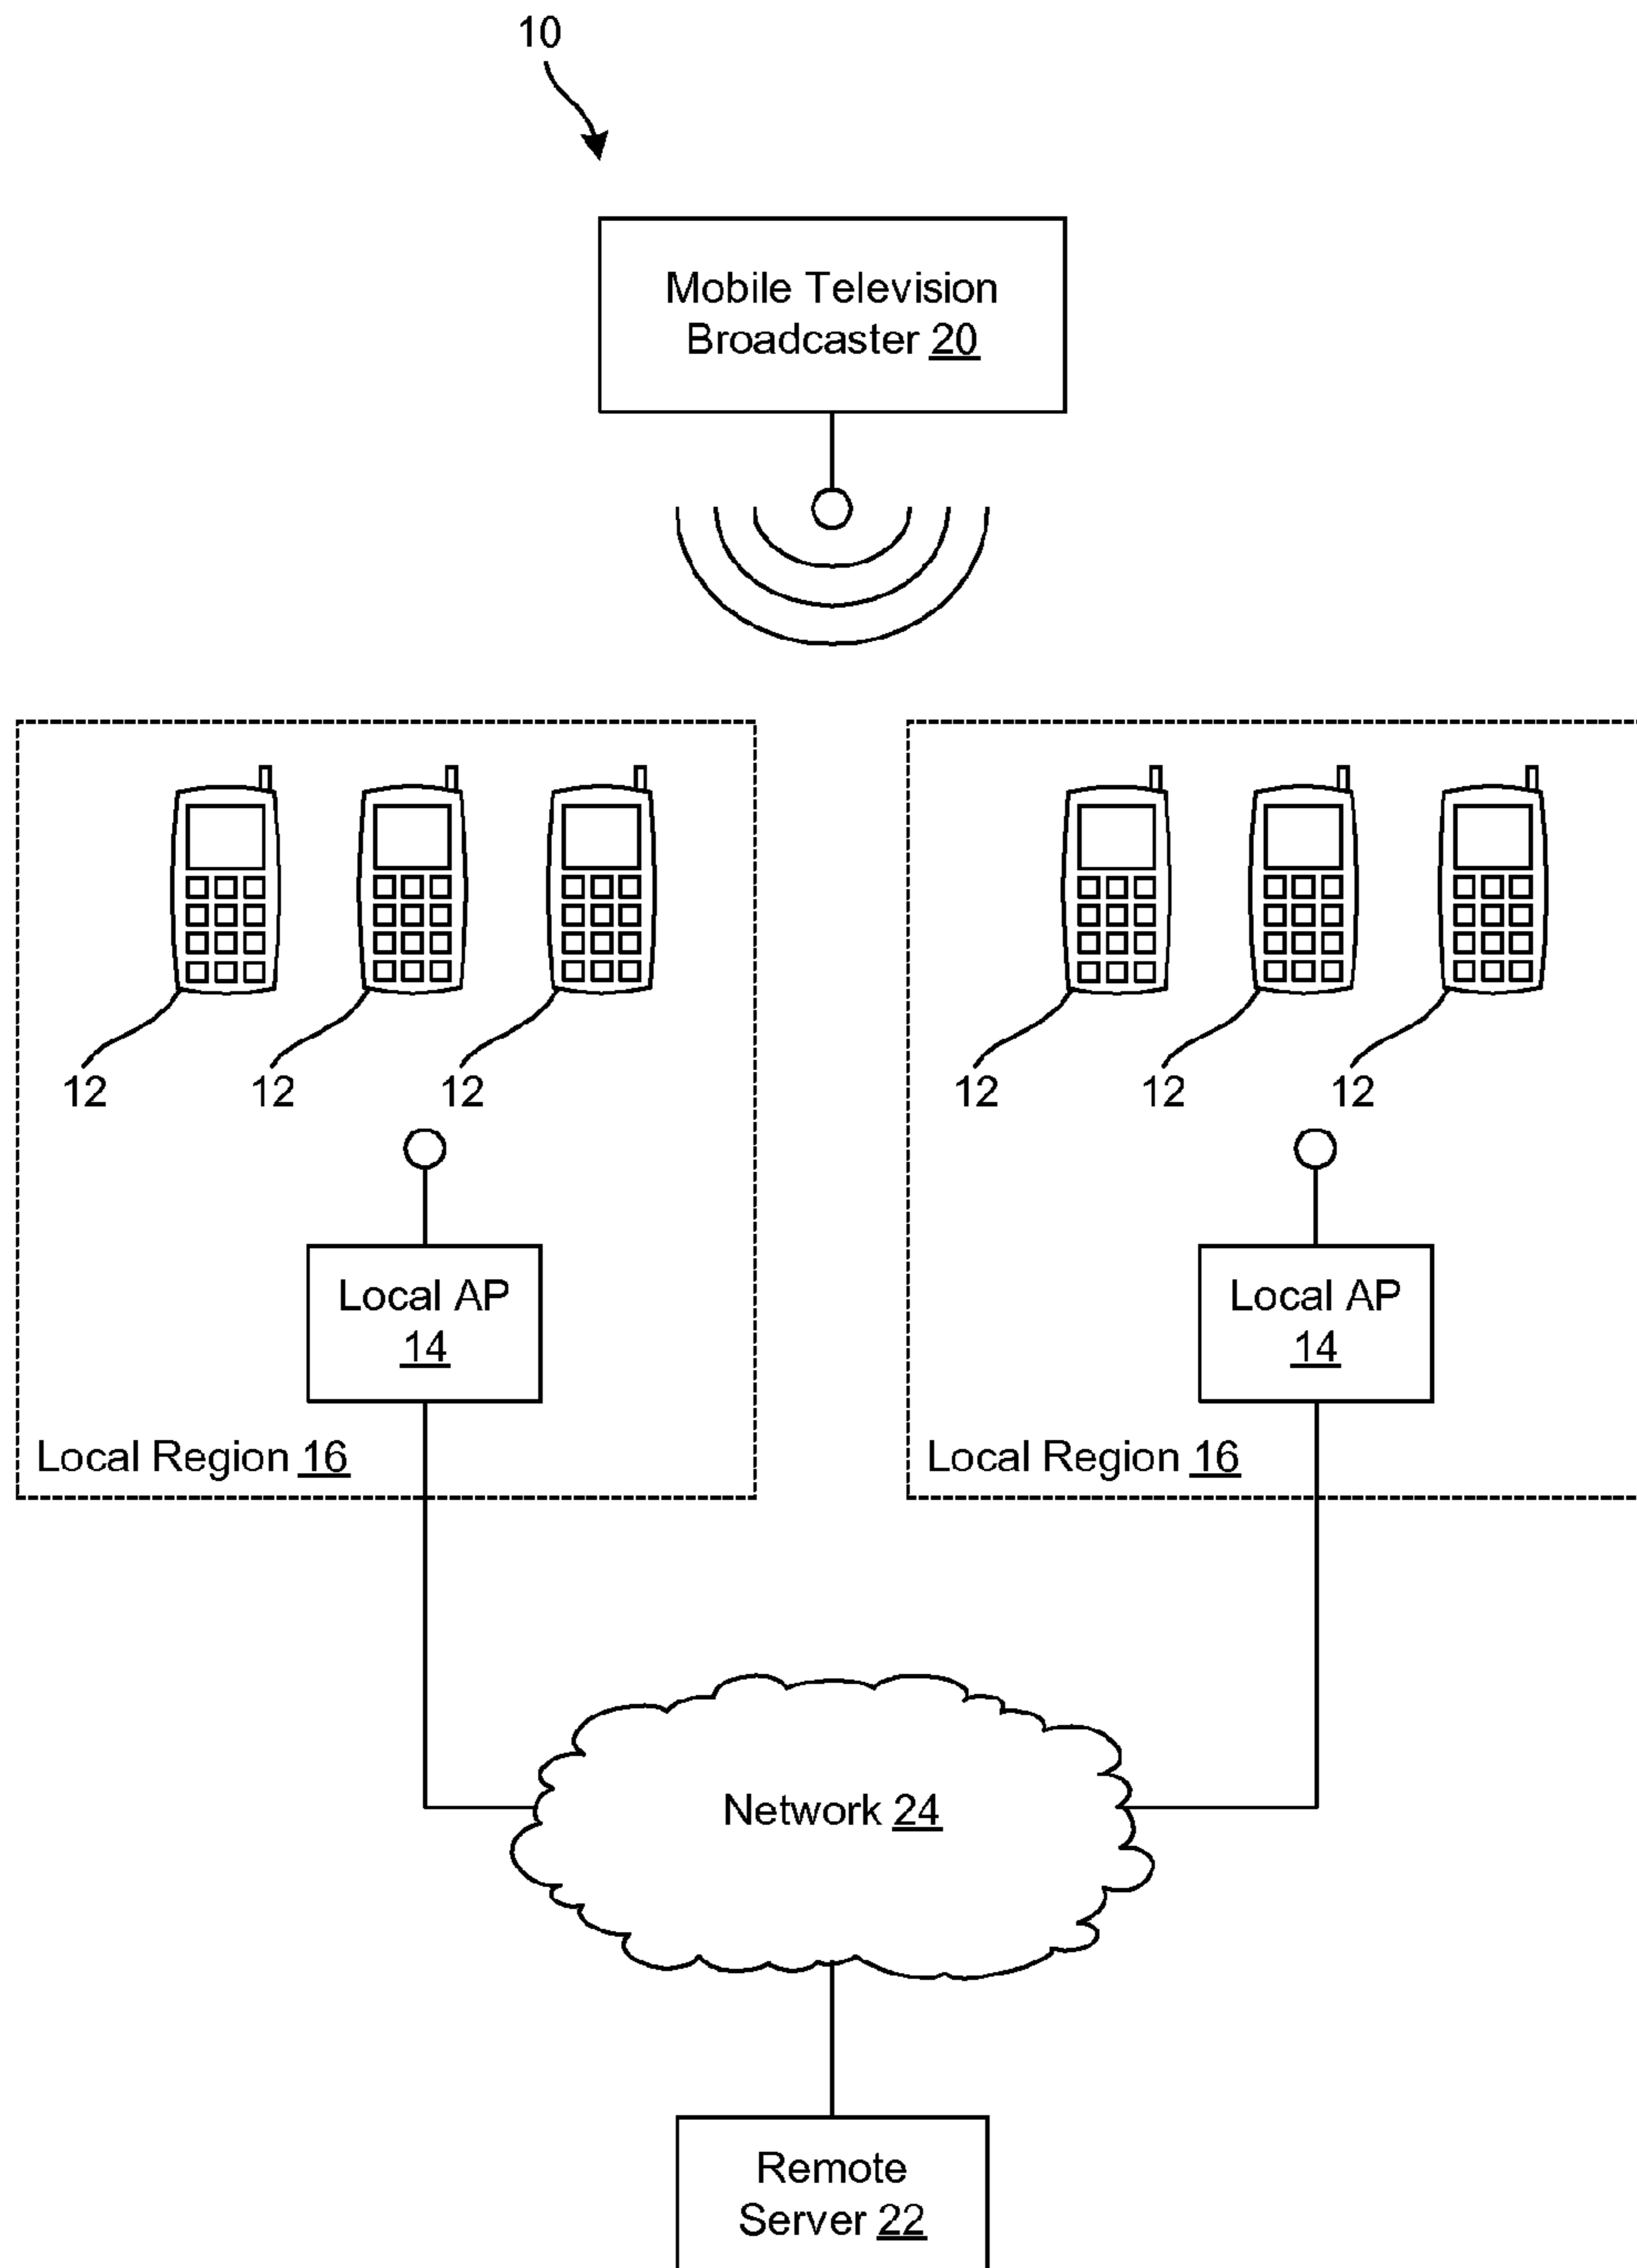 10
Mobile Television
Broadcaster 20
12
12
12
12
12
12
Local AP
14
Local AP
14
Local Region 16
Local Region 16
Network 24
Remote
Server 22